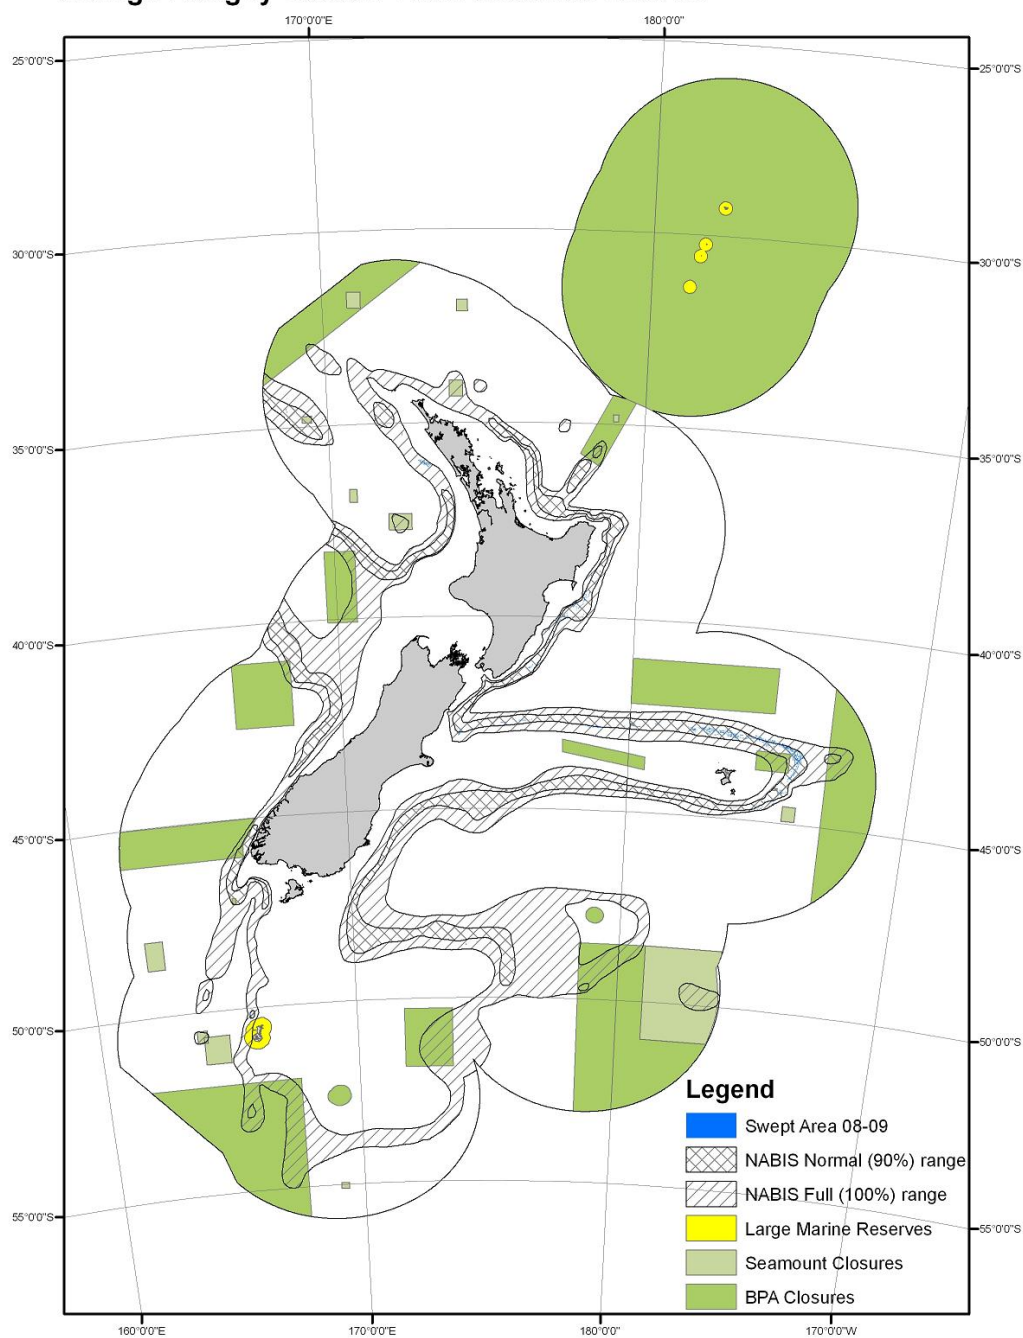 170°0'0"E
180°0'0"
25°0'0"S
25°0'0"S
30°0'0"S
30°0'0"S
35°0'0"S
35°0'0"S
40°0'0"S
40°0'0"S
45°0'0"S
45°0'0"S
50°0'0"S
50°0'0"S
Legend
Swept Area 08-09
NABIS Normal (90%) range
NABIS Full (100%) range
Large Marine Reserves
Seamount Closures
BPA Closures
55°0'0"S
55°0'0"S
160°0'0"E
170°0'0"E
180°0'0"
170°0'0"W